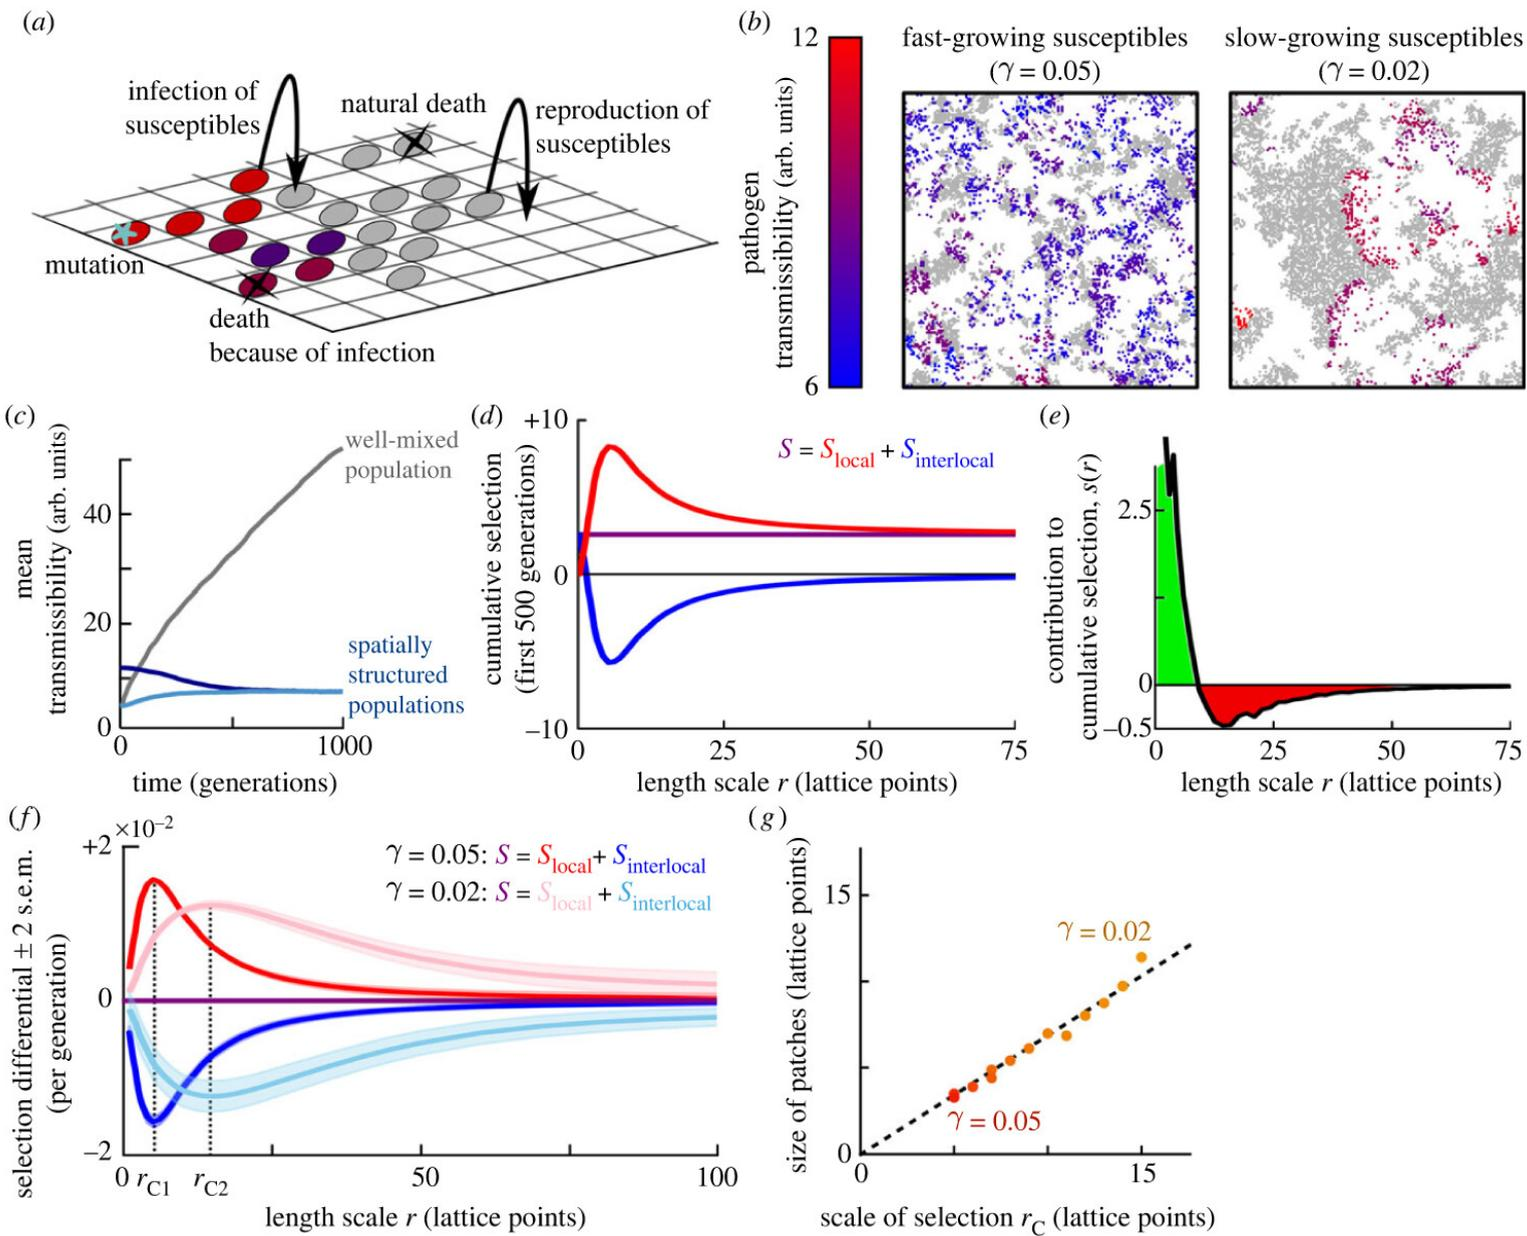 (a)
infection of
susceptibles
natural death
reproduction of
susceptibles
mutation
death
because of infection
(b)
pathogen
transmissibility (arb. units)
12
6
fast-growing susceptibles
(γ = 0.05)
slow-growing susceptibles
(γ = 0.02)
(c)
mean
transmissibility (arb. units)
40
20
0
0
1000
time (generations)
well-mixed
population
spatially
structured
populations
(d)
cumulative selection
(first 500 generations)
+10
0
−10
0
25
50
75
length scale r (lattice points)
S = Slocal + Sinterlocal
(e)
contribution to
cumulative selection, s(r)
2.5
0
−0.5
0
25
50
75
length scale r (lattice points)
(f)
×10−2
+2
0
−2
selection differential ± 2 s.e.m.
(per generation)
γ = 0.05: S = Slocal + Sinterlocal
γ = 0.02: S = Slocal + Sinterlocal
0
rC1
rC2
50
100
length scale r (lattice points)
(g)
size of patches (lattice points)
15
0
γ = 0.02
γ = 0.05
0
15
scale of selection rC (lattice points)